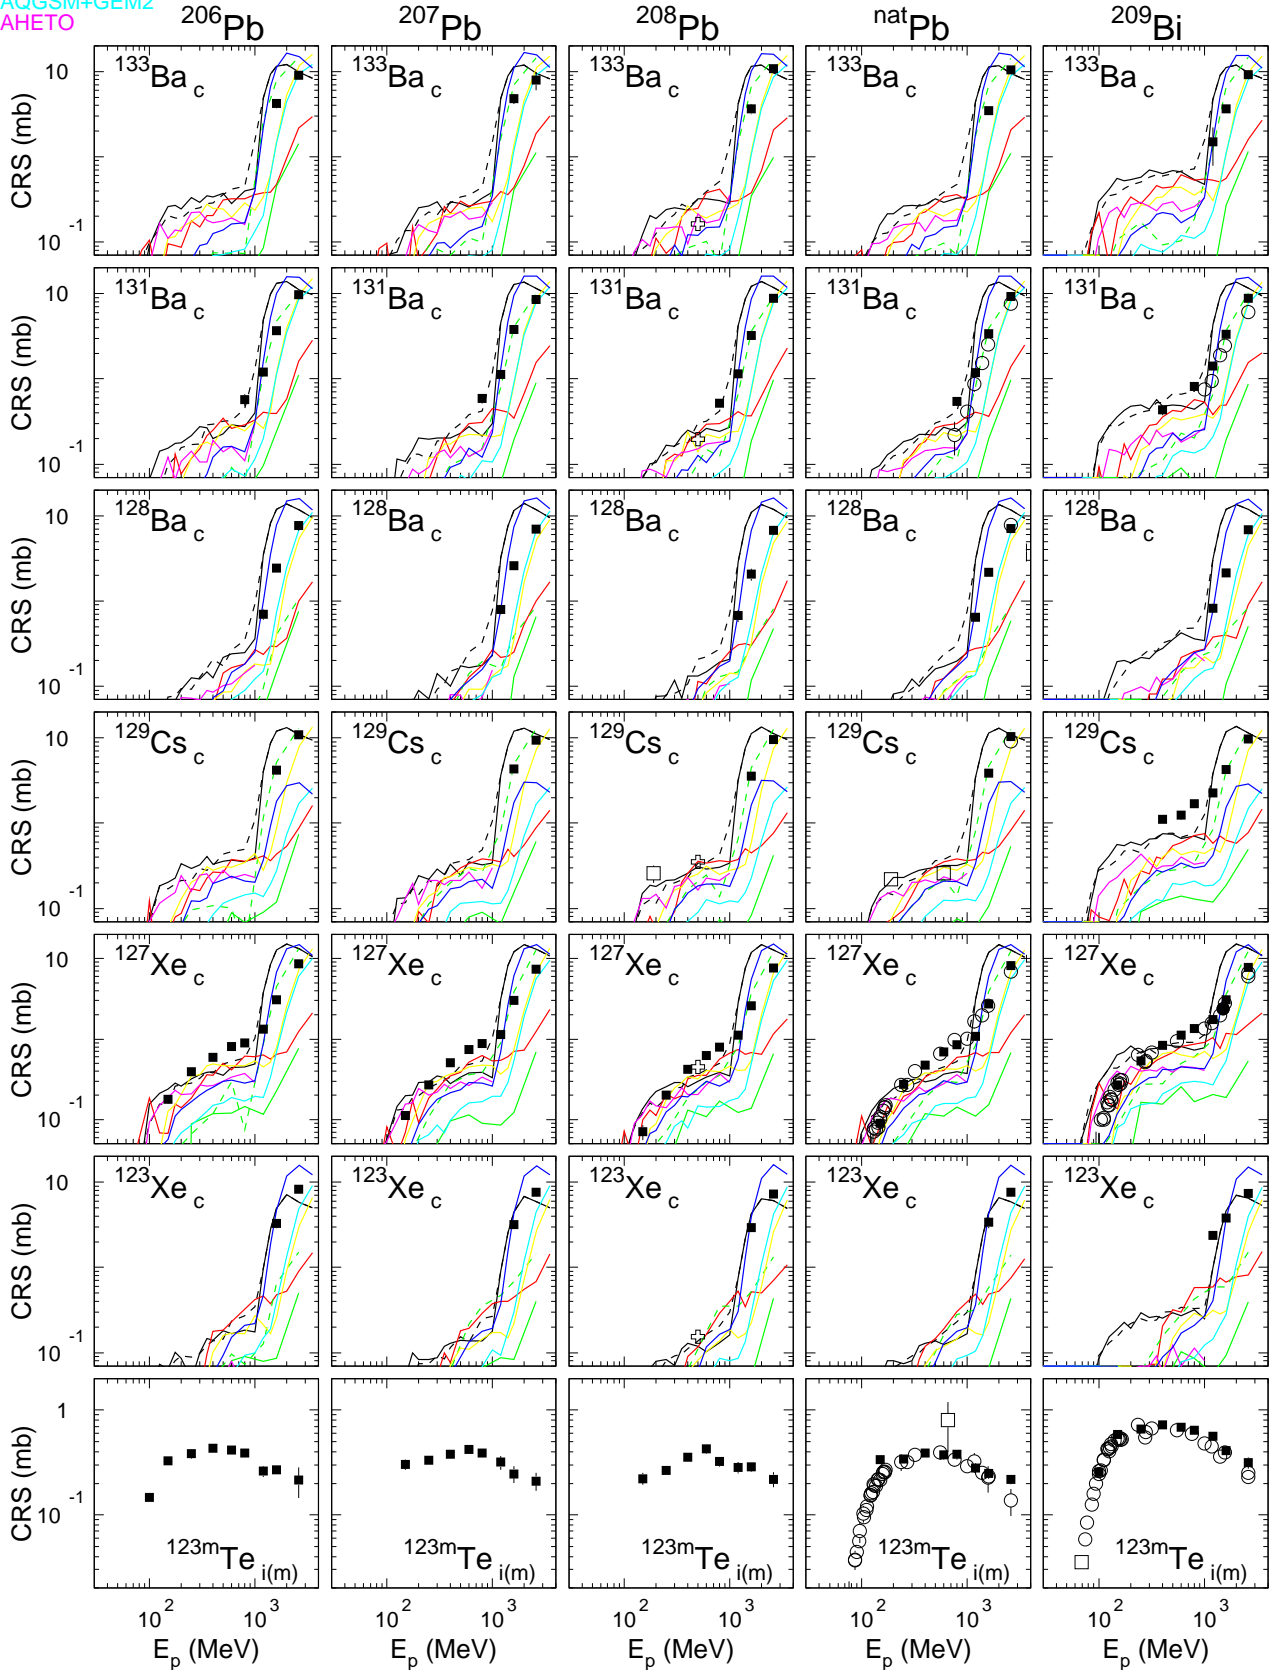 AQGSM+GEM2
AHETO
206Pb 207Pb 208Pb natPb 209Bi
CRS (mb) 10 10 -1 133Ba c 133Ba c 133Ba c 133Ba c 133Ba c
CRS (mb) 10 10 -1 131Ba c 131Ba c 131Ba c 131Ba c 131Ba c
CRS (mb) 10 10 -1 128Ba c 128Ba c 128Ba c 128Ba c 128Ba c
CRS (mb) 10 10 -1 129Cs c 129Cs c 129Cs c 129Cs c 129Cs c
CRS (mb) 10 10 -1 127Xe c 127Xe c 127Xe c 127Xe c 127Xe c
CRS (mb) 10 10 -1 123Xe c 123Xe c 123Xe c 123Xe c 123Xe c
CRS (mb) 1 10 -1 123mTe i(m) 123mTe i(m) 123mTe i(m) 123mTe i(m) 123mTe i(m)
10 2 10 3 10 2 10 3 10 2 10 3 10 2 10 3 10 2 10 3
Ep (MeV) Ep (MeV) Ep (MeV) Ep (MeV) Ep (MeV)